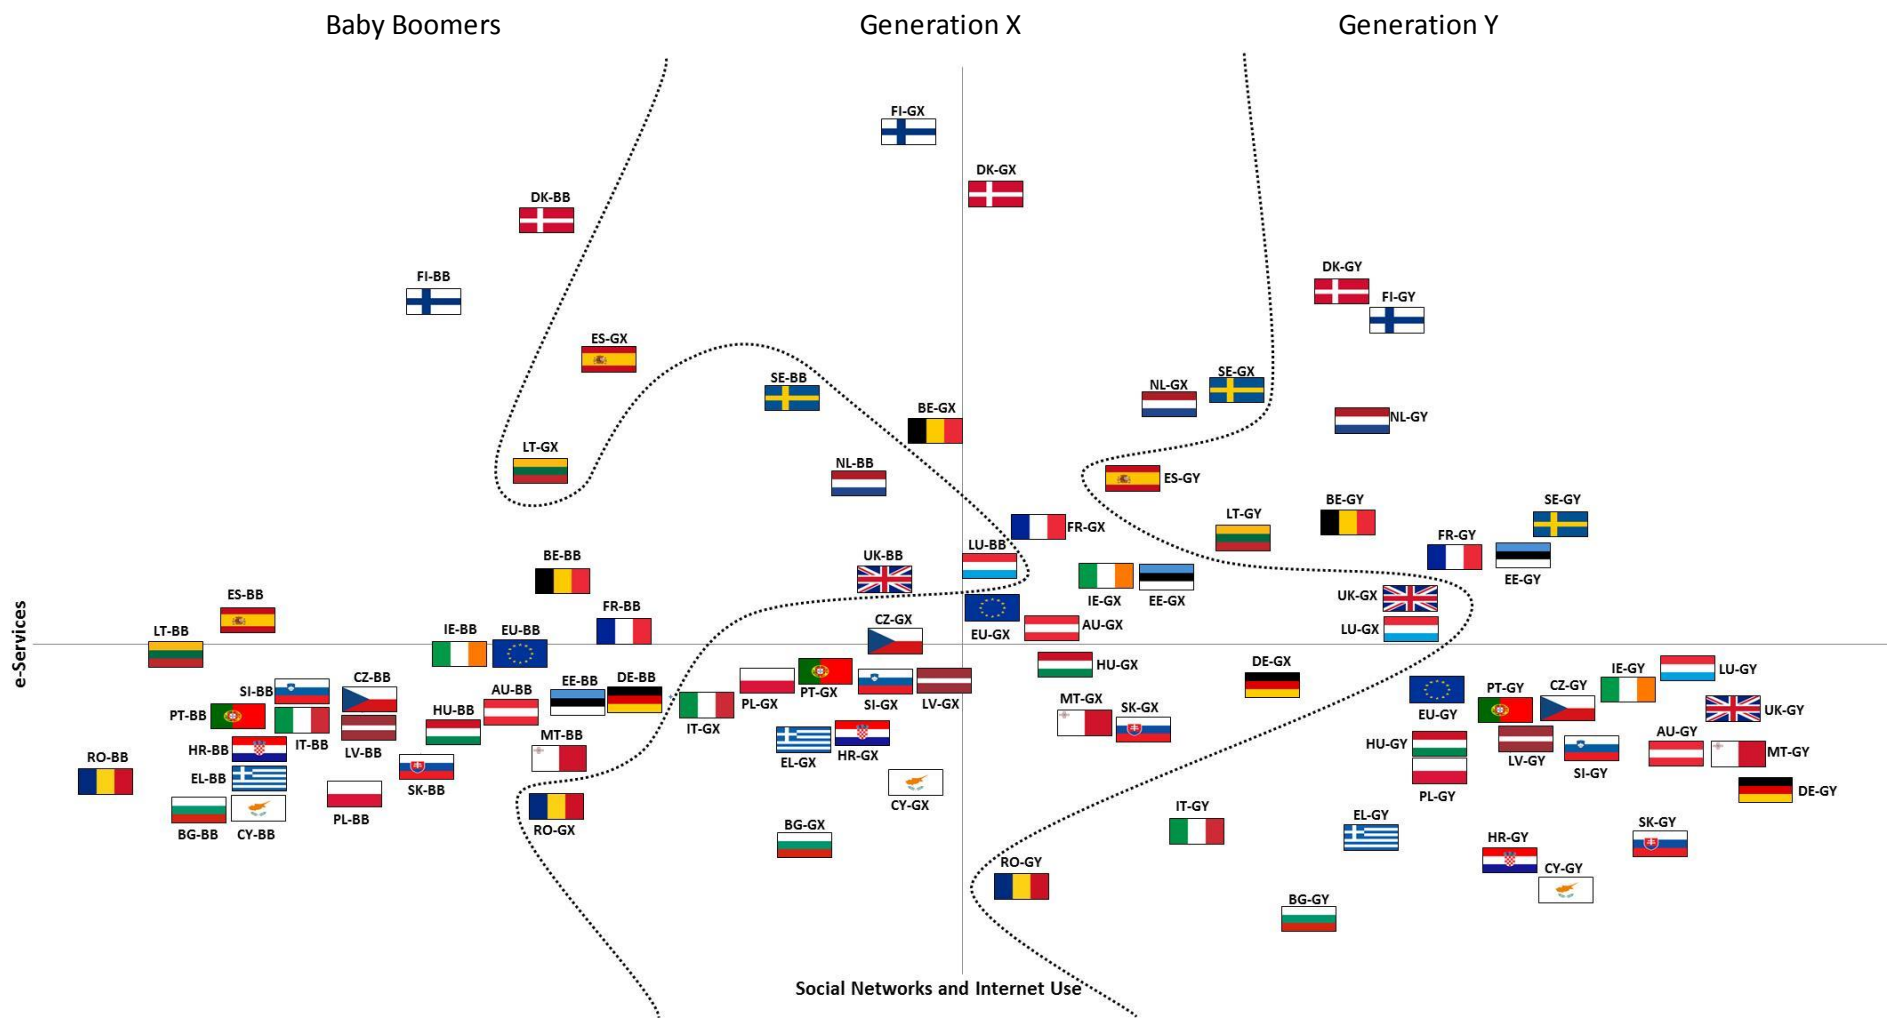 Baby Boomers
Generation X
Generation Y
FI-GX
DK-GX
DK-BB
DK-GY
FI-BB
FI-GY
ES-GX
SE-GX
SE-BB
NL-GX
BE-GX
NL-GY
LT-GX
NL-BB
ES-GY
BE-GY
SE-GY
LT-GY
FR-GX
FR-GY
LU-BB
BE-BB
UK-BB
EE-GY
ES-BB
UK-GX
IE-GX
EE-GX
FR-BB
CZ-GX
AU-GX
LT-BB
IE-BB
EU-BB
EU-GX
LU-GX
e-Services
HU-GX
DE-GX
IE-GY
LU-GY
CZ-BB
EE-BB
DE-BB
SI-BB
AU-BB
PL-GX
PT-GX
SI-GX
LV-GX
MT-GX
SK-GX
PT-GY
CZ-GY
EU-GY
UK-GY
PT-BB
HU-BB
IT-GX
IT-BB
MT-BB
HR-BB
LV-BB
RO-BB
EL-GX
HR-GX
HU-GY
AU-GY
MT-GY
LV-GY
SI-GY
EL-BB
SK-BB
PL-GY
DE-GY
CY-GX
IT-GY
EL-GY
BG-BB
CY-BB
PL-BB
RO-GX
BG-GX
SK-GY
HR-GY
RO-GY
CY-GY
BG-GY
Social Networks and Internet Use